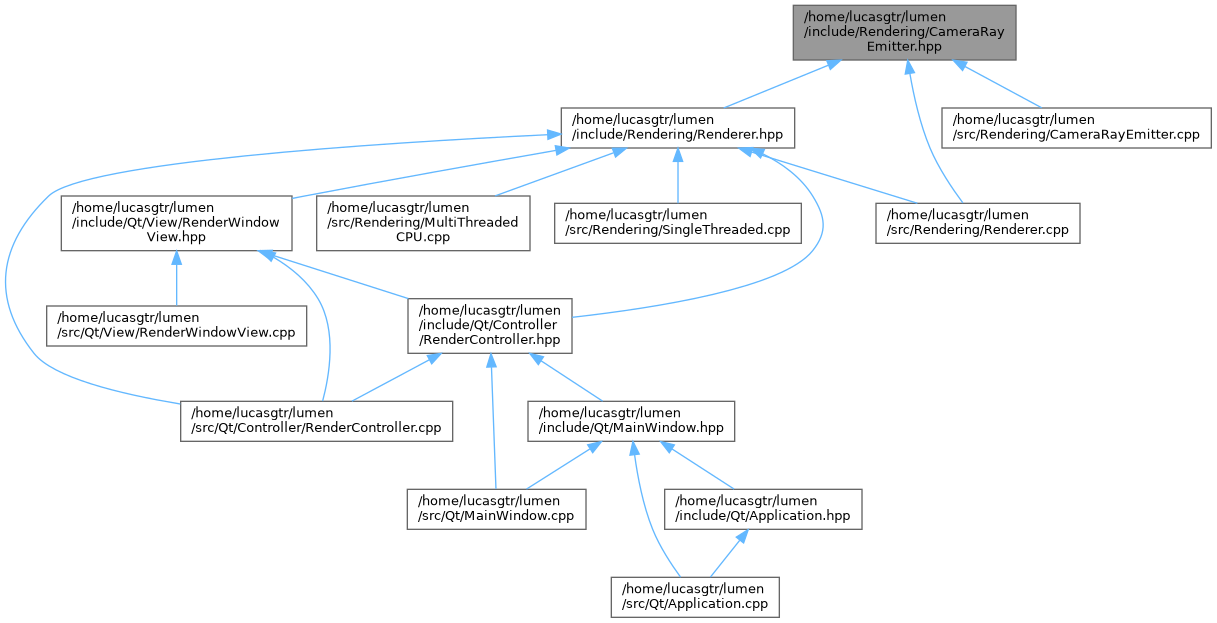 /home/lucasgtr/lumen
/include/Rendering/CameraRay
Emitter.hpp
/home/lucasgtr/lumen
/include/Rendering/Renderer.hpp
/home/lucasgtr/lumen
/src/Rendering/CameraRayEmitter.cpp
/home/lucasgtr/lumen
/include/Qt/View/RenderWindow
View.hpp
/home/lucasgtr/lumen
/src/Rendering/MultiThreaded
CPU.cpp
/home/lucasgtr/lumen
/src/Rendering/SingleThreaded.cpp
/home/lucasgtr/lumen
/src/Rendering/Renderer.cpp
/home/lucasgtr/lumen
/src/Qt/View/RenderWindowView.cpp
/home/lucasgtr/lumen
/include/Qt/Controller
/RenderController.hpp
/home/lucasgtr/lumen
/src/Qt/Controller/RenderController.cpp
/home/lucasgtr/lumen
/include/Qt/MainWindow.hpp
/home/lucasgtr/lumen
/src/Qt/MainWindow.cpp
/home/lucasgtr/lumen
/include/Qt/Application.hpp
/home/lucasgtr/lumen
/src/Qt/Application.cpp